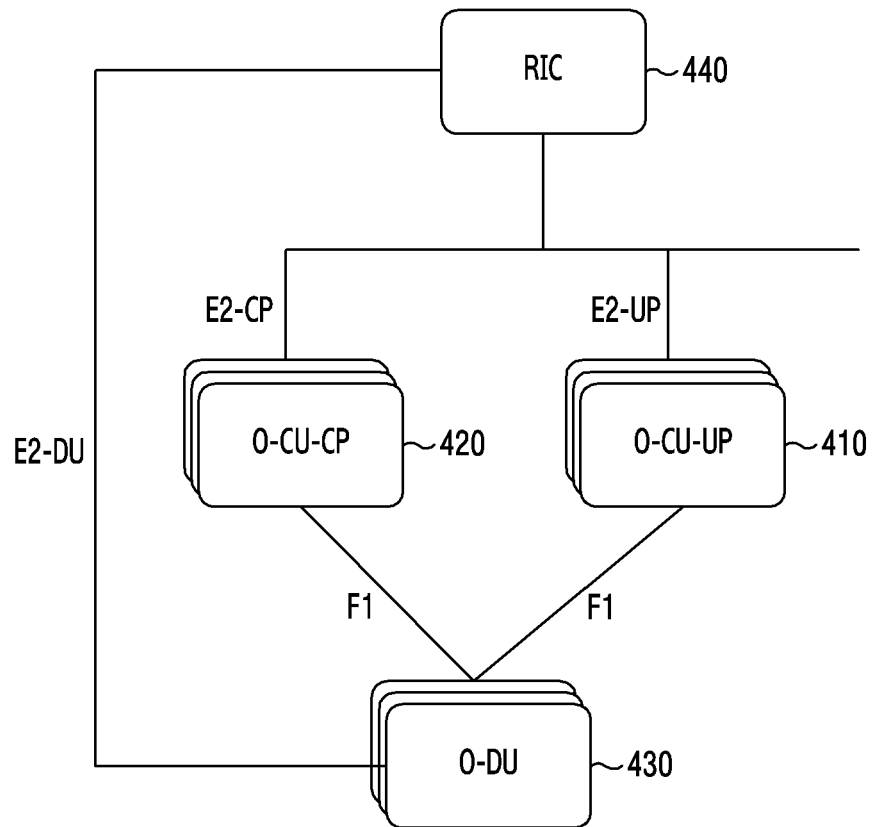 RIC
440
E2-CP
E2-UP
O-CU-CP
420
O-CU-UP
410
E2-DU
F1
F1
O-DU
430